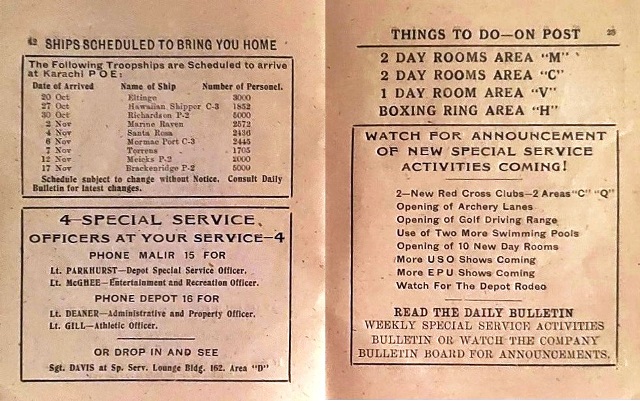 42
SHIPS SCHEDULED TO BRING YOU HOME
The Following Troopships are Scheduled to arrive
at Karachi P O E:
Date of Arrived Name of Ship Number of Personel.
20 Oct Eltinge 3000
27 Oct Hawaiian Shipper C-3 1852
30 Oct Richardson P-2 5000
2 Nov Marine Raven 2572
4 Nov Santa Rosa 2436
6 Nov Mormac Port C-3 2445
7 Nov Torrens 1705
12 Nov Meicks P-2 2000
17 Nov Brackenridge P-2 5000
Schedule subject to change without Notice. Consult Daily
Bulletin for latest changes.
4—SPECIAL SERVICE
OFFICERS AT YOUR SERVICE—4
PHONE MALIR 15 FOR
Lt. PARKHURST—Depot Special Service Officer.
Lt. McGHEE—Entertainment and Recreation Officer.
PHONE DEPOT 16 FOR
Lt. DEANER—Administrative and Property Officer.
Lt. GILL—Athletic Officer.
OR DROP IN AND SEE
Sgt. DAVIS at Sp. Serv. Lounge Bldg. 162. Area "D"
THINGS TO DO—ON POST
2 DAY ROOMS AREA "M"
2 DAY ROOMS AREA "C"
1 DAY ROOM AREA "V"
BOXING RING AREA "H"
WATCH FOR ANNOUNCEMENT
OF NEW SPECIAL SERVICE
ACTIVITIES COMING!
2—New Red Cross Clubs—2 Areas "C" "Q"
Opening of Archery Lanes
Opening of Golf Driving Range
Use of Two More Swimming Pools
Opening of 10 New Day Rooms
More USO Shows Coming
More EPU Shows Coming
Watch For The Depot Rodeo
READ THE DAILY BULLETIN
WEEKLY SPECIAL SERVICE ACTIVITIES
BULLETIN OR WATCH THE COMPANY
BULLETIN BOARD FOR ANNOUNCEMENTS.